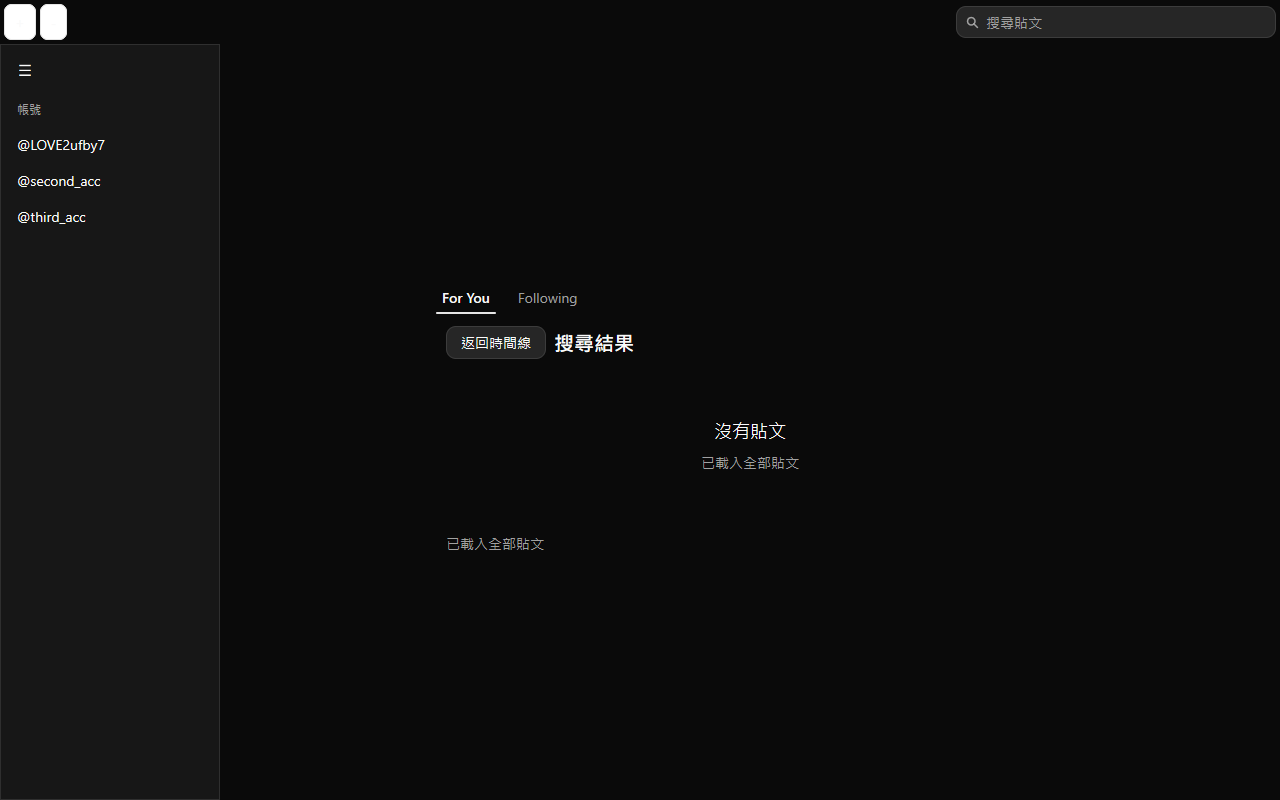 搜尋貼文
☰
帳號
@LOVE2ufby7
@second_acc
@third_acc
For You Following
返回時間線 搜尋結果
沒有貼文
已載入全部貼文
已載入全部貼文